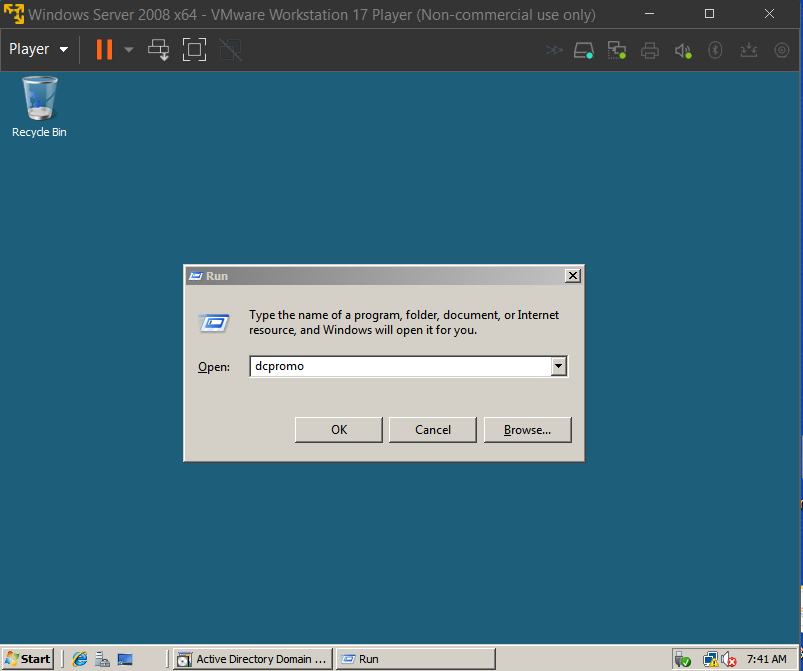 Windows Server 2008 x64 - VMware Workstation 17 Player (Non-commercial use only)
Player
Recycle Bin
Run
Type the name of a program, folder, document, or Internet
resource, and Windows will open it for you.
Open:
dcpromo
OK
Cancel
Browse...
Start
Active Directory Domain ...
Run
7:41 AM